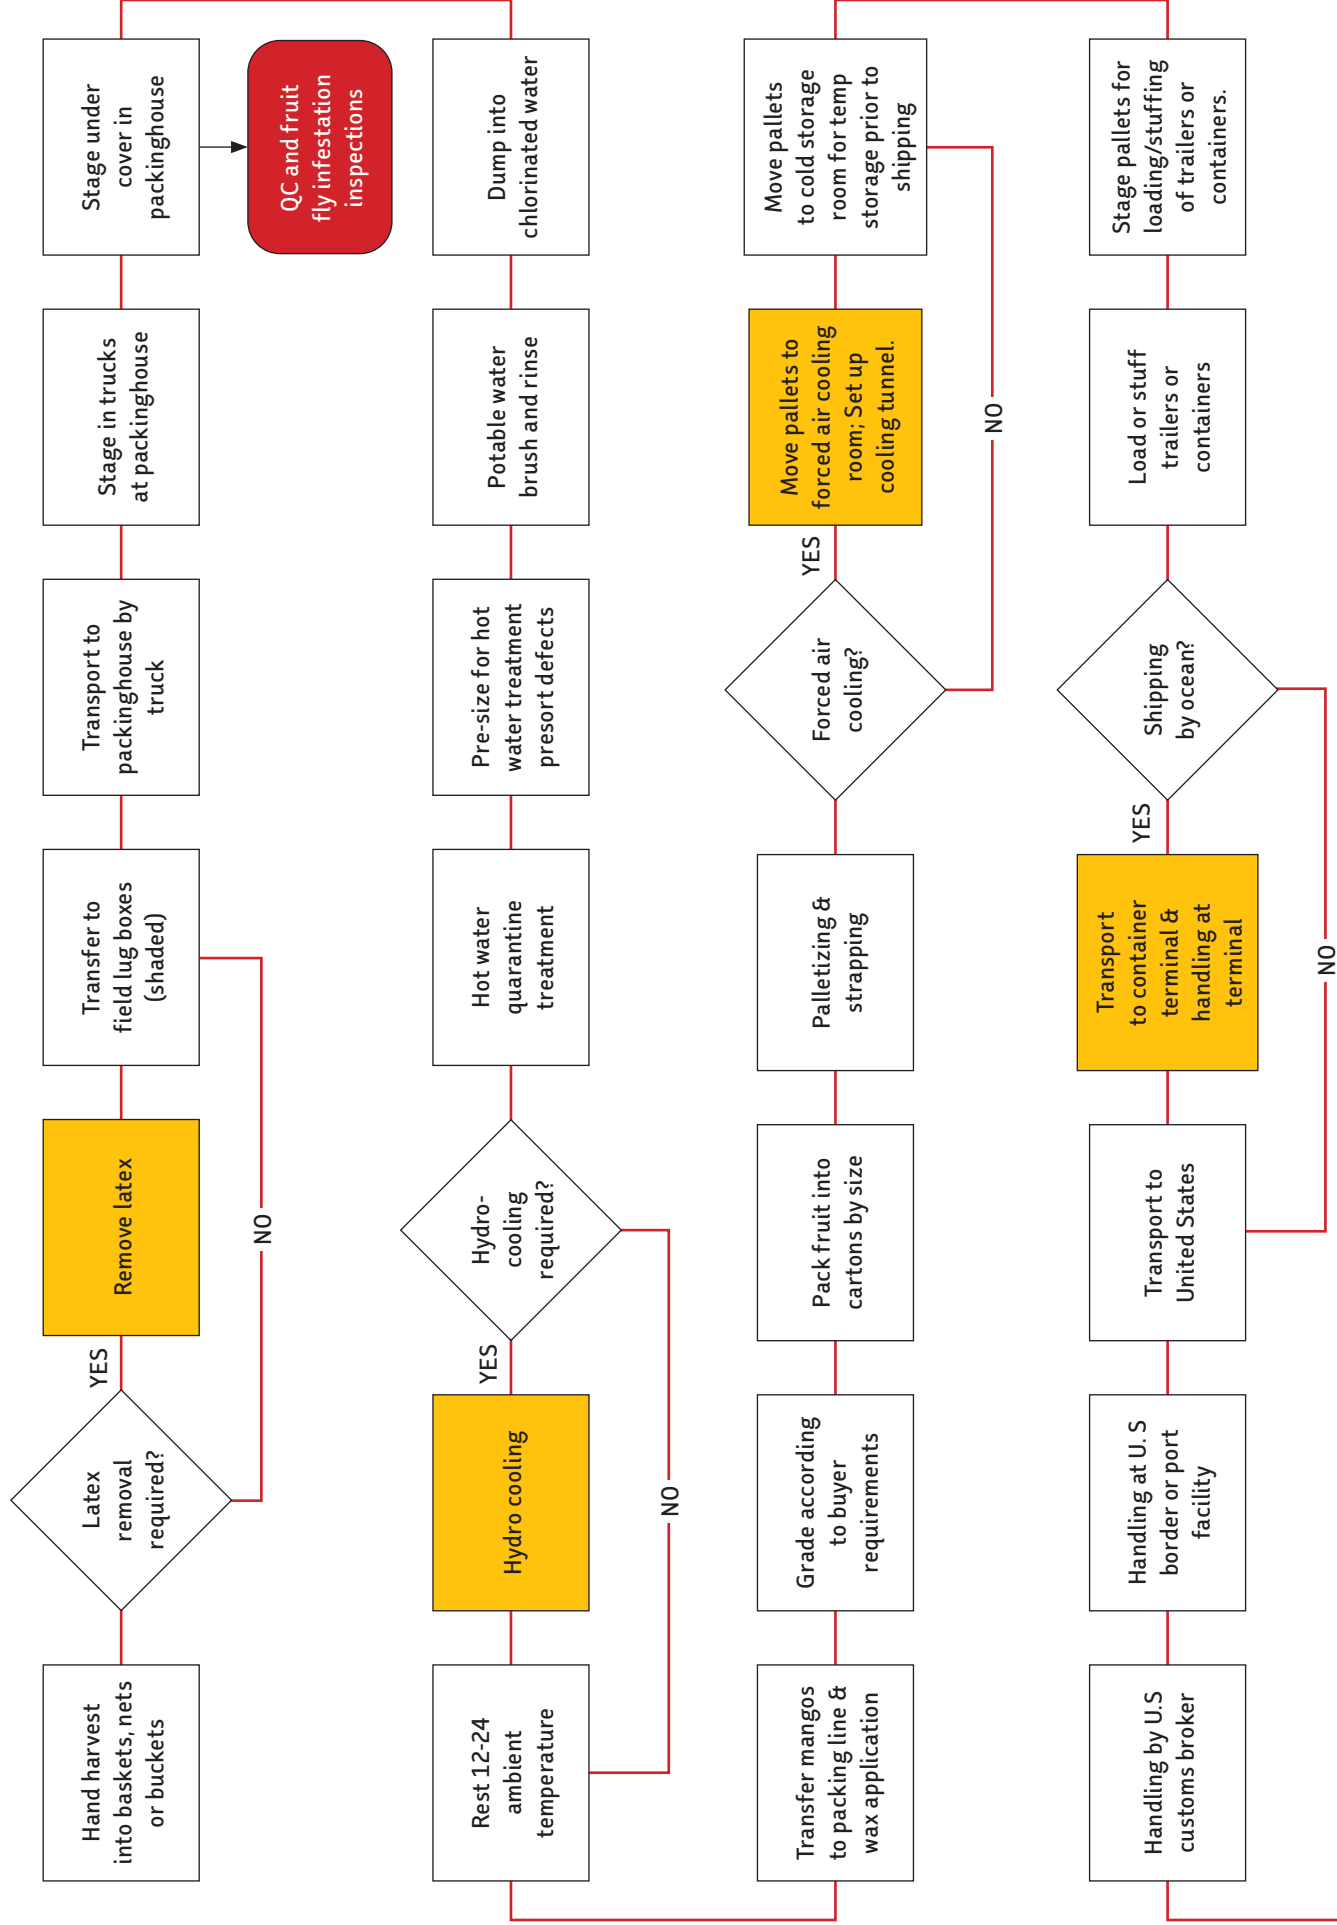 Hand harvest
into baskets, nets
or buckets
Latex
removal
required?
YES
NO
Remove latex
Transfer to
field lug boxes
(shaded)
Transport to
packinghouse by
truck
Stage in trucks
at packinghouse
Stage under
cover in
packinghouse
QC and fruit
fly infestation
inspections
Dump into
chlorinated water
Potable water
brush and rinse
Pre-size for hot
water treatment
presort defects
Hot water
quarantine
treatment
Hydro-
cooling
required?
YES
NO
Hydro cooling
Rest 12-24
ambient
temperature
Transfer mangos
to packing line &
wax application
Grade according
to buyer
requirements
Pack fruit into
cartons by size
Palletizing &
strapping
Forced air
cooling?
YES
NO
Move pallets to
forced air cooling
room; Set up
cooling tunnel.
Move pallets
to cold storage
room for temp
storage prior to
shipping
Stage pallets for
loading/stuffing
of trailers or
containers.
Load or stuff
trailers or
containers
Shipping
by ocean?
YES
NO
Transport
to container
terminal &
handling at
terminal
Transport to
United States
Handling at U. S
border or port
facility
Handling by U.S
customs broker